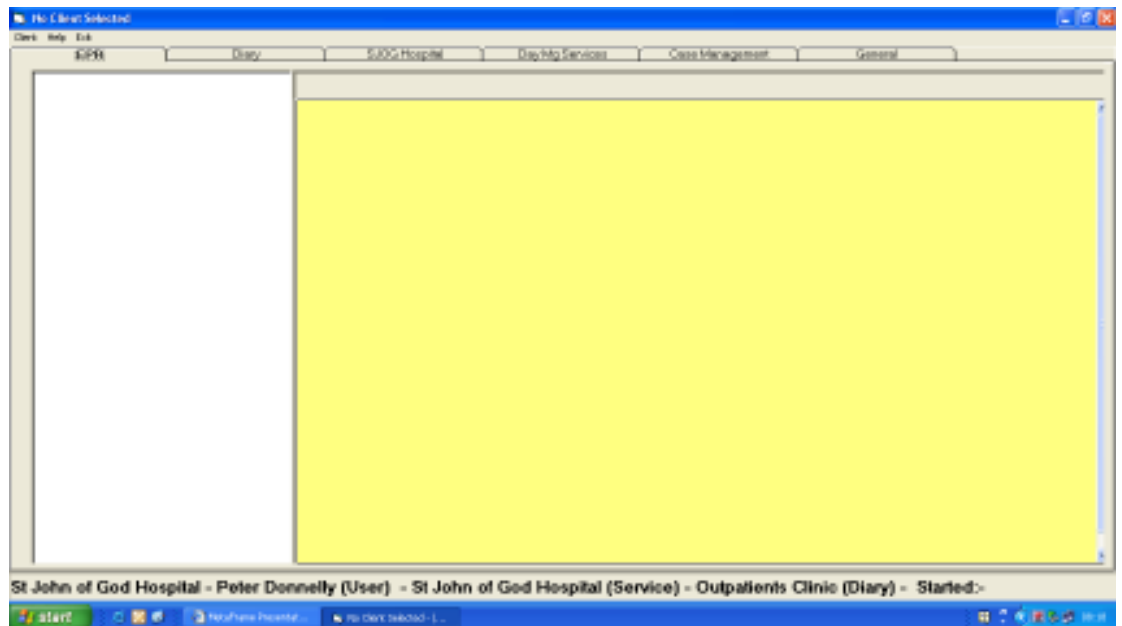 No Client Selected
Client Help Exit
EPR Diary SJOG Hospital Day Mg Services Case Management General
St John of God Hospital - Peter Donnelly (User) - St John of God Hospital (Service) - Outpatients Clinic (Diary) - Started:-
start MetaFrame Presentat... No Client Selected - [...